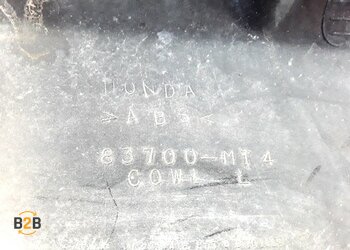 HONDA
>ABS<
83700-MT4
COWL L
B2B